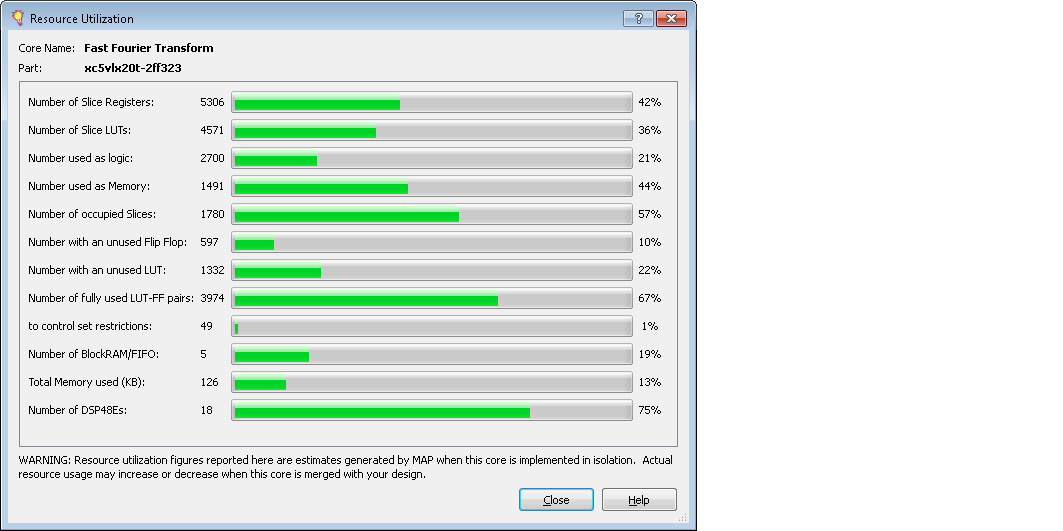 Resource Utilization
Core Name: Fast Fourier Transform
Part: xc5vlx20t-2ff323
Number of Slice Registers: 5306 42%
Number of Slice LUTs: 4571 36%
Number used as logic: 2700 21%
Number used as Memory: 1491 44%
Number of occupied Slices: 1780 57%
Number with an unused Flip Flop: 597 10%
Number with an unused LUT: 1332 22%
Number of fully used LUT-FF pairs: 3974 67%
to control set restrictions: 49 1%
Number of BlockRAM/FIFO: 5 19%
Total Memory used (KB): 126 13%
Number of DSP48Es: 18 75%
WARNING: Resource utilization figures reported here are estimates generated by MAP when this core is implemented in isolation. Actual
resource usage may increase or decrease when this core is merged with your design.
Close Help